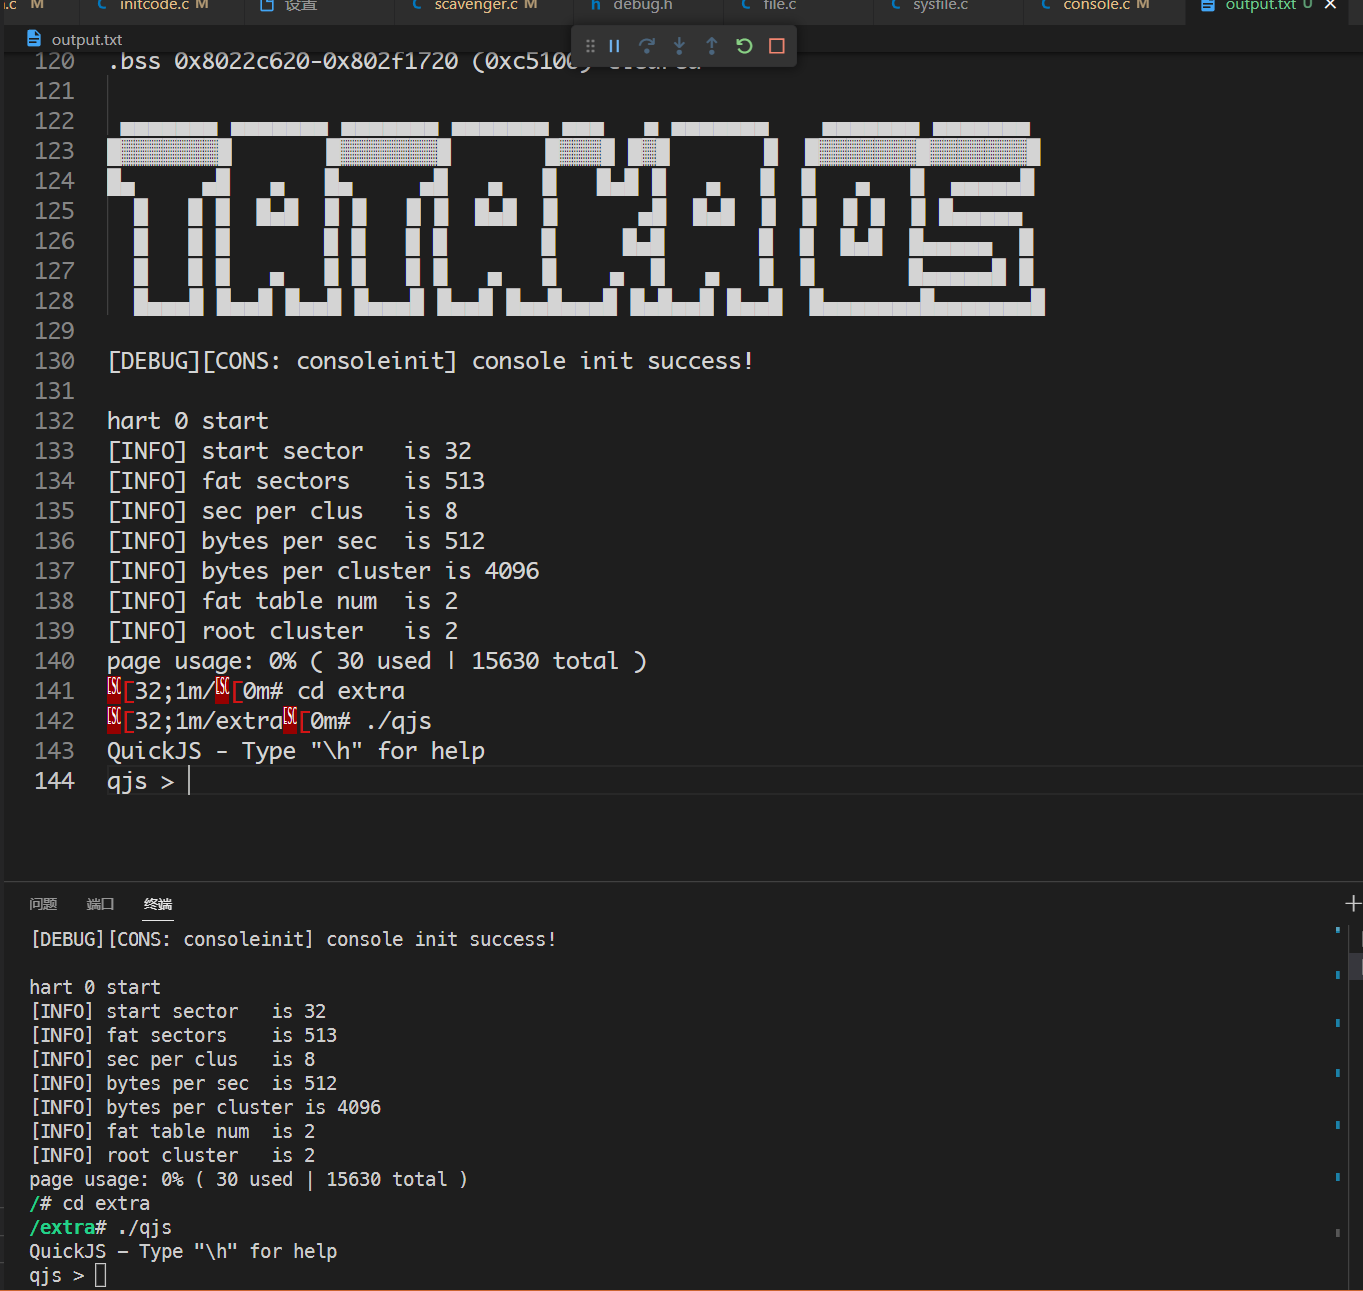 initcode.c M
设置
scavenger.c M
debug.h
file.c
sysfile.c
console.c M
output.txt U
output.txt
120 .bss 0x8022c620-0x802f1720
121
122
123
124
125
126
127
128
129
130 [DEBUG][CONS: consoleinit] console init success!
131
132 hart 0 start
133 [INFO] start sector   is 32
134 [INFO] fat sectors    is 513
135 [INFO] sec per clus   is 8
136 [INFO] bytes per sec  is 512
137 [INFO] bytes per cluster is 4096
138 [INFO] fat table num  is 2
139 [INFO] root cluster   is 2
140 page usage: 0% ( 30 used | 15630 total )
141 ESC[32;1m/ESC[0m# cd extra
142 ESC[32;1m/extraESC[0m# ./qjs
143 QuickJS - Type "\h" for help
144 qjs >
问题 端口 终端
[DEBUG][CONS: consoleinit] console init success!
hart 0 start
[INFO] start sector   is 32
[INFO] fat sectors    is 513
[INFO] sec per clus   is 8
[INFO] bytes per sec  is 512
[INFO] bytes per cluster is 4096
[INFO] fat table num  is 2
[INFO] root cluster   is 2
page usage: 0% ( 30 used | 15630 total )
/# cd extra
/extra# ./qjs
QuickJS - Type "\h" for help
qjs >